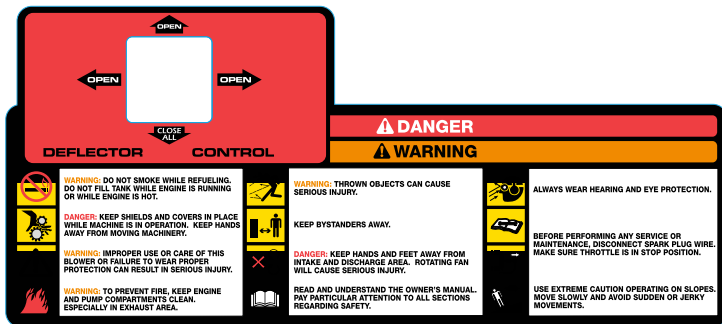 OPEN
OPEN
OPEN
CLOSE
ALL
DEFLECTOR CONTROL
DANGER
WARNING
WARNING: DO NOT SMOKE WHILE REFUELING.
DO NOT FILL TANK WHILE ENGINE IS RUNNING
OR WHILE ENGINE IS HOT.
DANGER: KEEP SHIELDS AND COVERS IN PLACE
WHILE MACHINE IS IN OPERATION. KEEP HANDS
AWAY FROM MOVING MACHINERY.
WARNING: IMPROPER USE OR CARE OF THIS
BLOWER OR FAILURE TO WEAR PROPER
PROTECTION CAN RESULT IN SERIOUS INJURY.
WARNING: TO PREVENT FIRE, KEEP ENGINE
AND PUMP COMPARTMENTS CLEAN.
ESPECIALLY IN EXHAUST AREA.
WARNING: THROWN OBJECTS CAN CAUSE
SERIOUS INJURY.
KEEP BYSTANDERS AWAY.
DANGER: KEEP HANDS AND FEET AWAY FROM
INTAKE AND DISCHARGE AREA. ROTATING FAN
WILL CAUSE SERIOUS INJURY.
READ AND UNDERSTAND THE OWNER'S MANUAL.
PAY PARTICULAR ATTENTION TO ALL SECTIONS
REGARDING SAFETY.
ALWAYS WEAR HEARING AND EYE PROTECTION.
BEFORE PERFORMING ANY SERVICE OR
MAINTENANCE, DISCONNECT SPARK PLUG WIRE.
MAKE SURE THROTTLE IS IN STOP POSITION.
USE EXTREME CAUTION OPERATING ON SLOPES.
MOVE SLOWLY AND AVOID SUDDEN OR JERKY
MOVEMENTS.